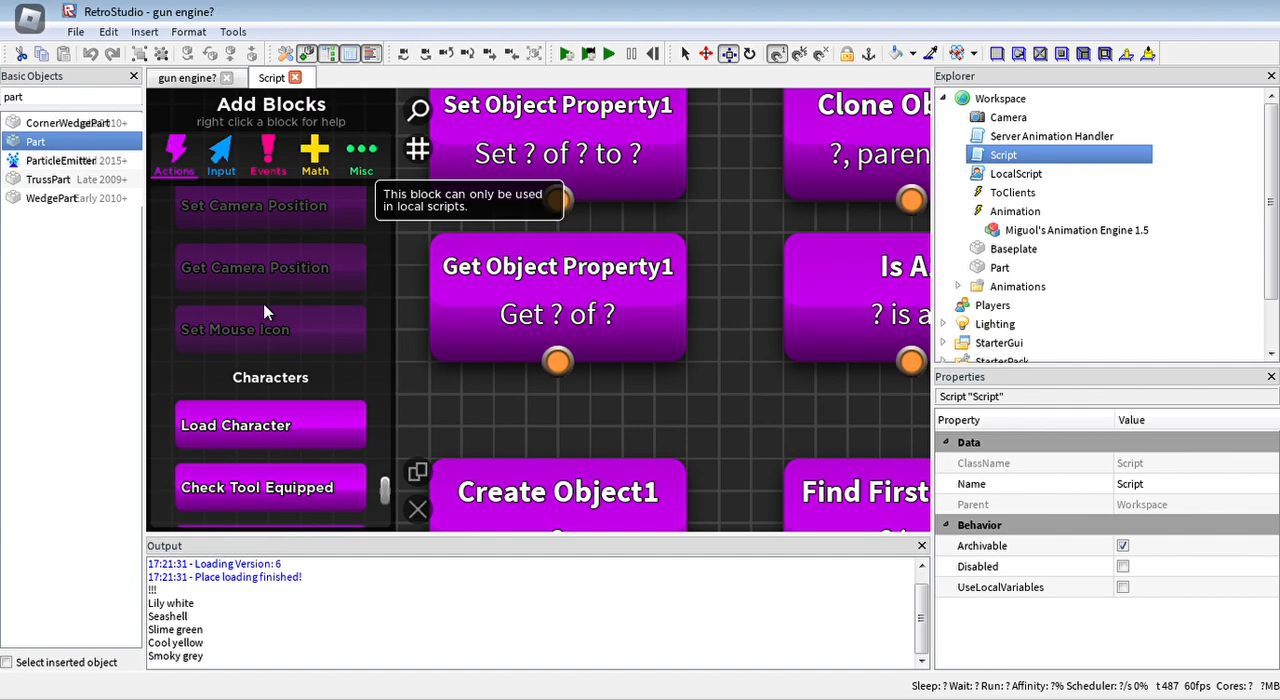 RetroStudio - gun engine?
File Edit Insert Format Tools
Basic Objects
part
CornerWedgePart 2010+
Part
ParticleEmitter 2015+
TrussPart Late 2009+
WedgePart Early 2010+
Select inserted object
gun engine? Script
Add Blocks
right click a block for help
Actions Input Events Math Misc
Set Camera Position
Get Camera Position
Set Mouse Icon
Characters
Load Character
Check Tool Equipped
This block can only be used
in local scripts.
Set Object Property1
Set ? of ? to ?
?, paren
Get Object Property1
Get ? of ?
? is a
Create Object1
Find First
Output
17:21:31 - Loading Version: 6
17:21:31 - Place loading finished!
!!!
Lily white
Seashell
Slime green
Cool yellow
Smoky grey
Explorer
Workspace
Camera
Server Animation Handler
Script
LocalScript
ToClients
Animation
Miguol's Animation Engine 1.5
Baseplate
Part
Animations
Players
Lighting
StarterGui
StarterPack
Properties
Script "Script"
Property Value
Data
ClassName Script
Name Script
Parent Workspace
Behavior
Archivable
Disabled
UseLocalVariables
Sleep: ? Wait: ? Run: ? Affinity: ?% Scheduler: ?/s 0% t 487 60fps Cores: ? ?MB